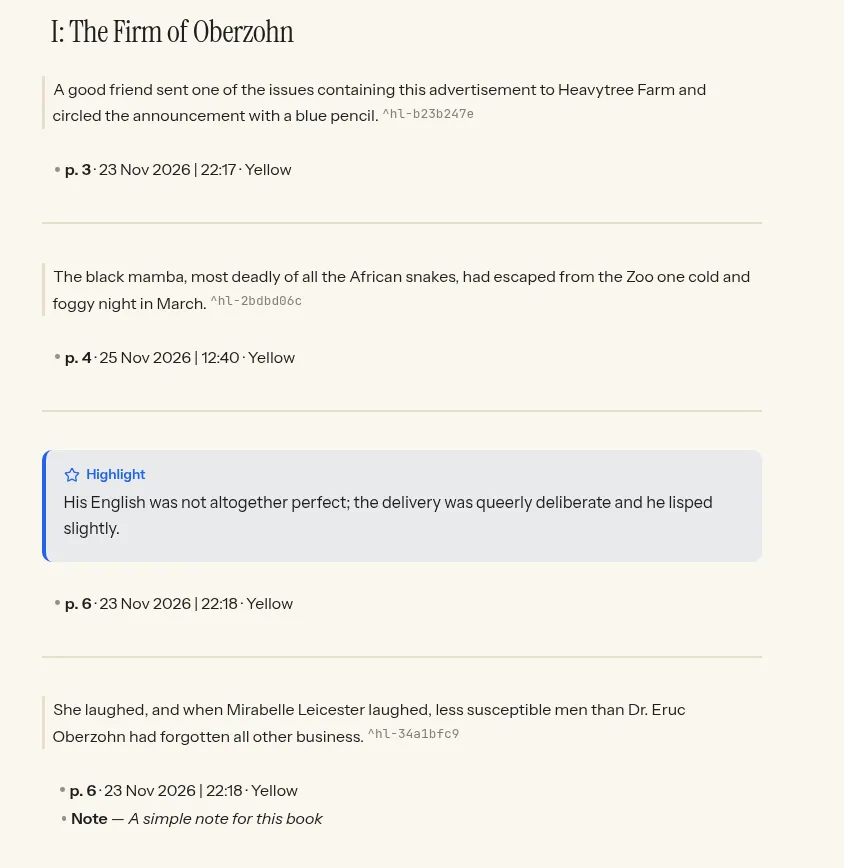 I: The Firm of Oberzohn
A good friend sent one of the issues containing this advertisement to Heavytree Farm and
circled the announcement with a blue pencil. ^hl-b23b247e
• p. 3 · 23 Nov 2026 | 22:17 · Yellow
The black mamba, most deadly of all the African snakes, had escaped from the Zoo one cold and
foggy night in March. ^hl-2bdbd06c
• p. 4 · 25 Nov 2026 | 12:40 · Yellow
Highlight
His English was not altogether perfect; the delivery was queerly deliberate and he lisped
slightly.
• p. 6 · 23 Nov 2026 | 22:18 · Yellow
She laughed, and when Mirabelle Leicester laughed, less susceptible men than Dr. Eruc
Oberzohn had forgotten all other business. ^hl-34a1bfc9
• p. 6 · 23 Nov 2026 | 22:18 · Yellow
• Note — A simple note for this book